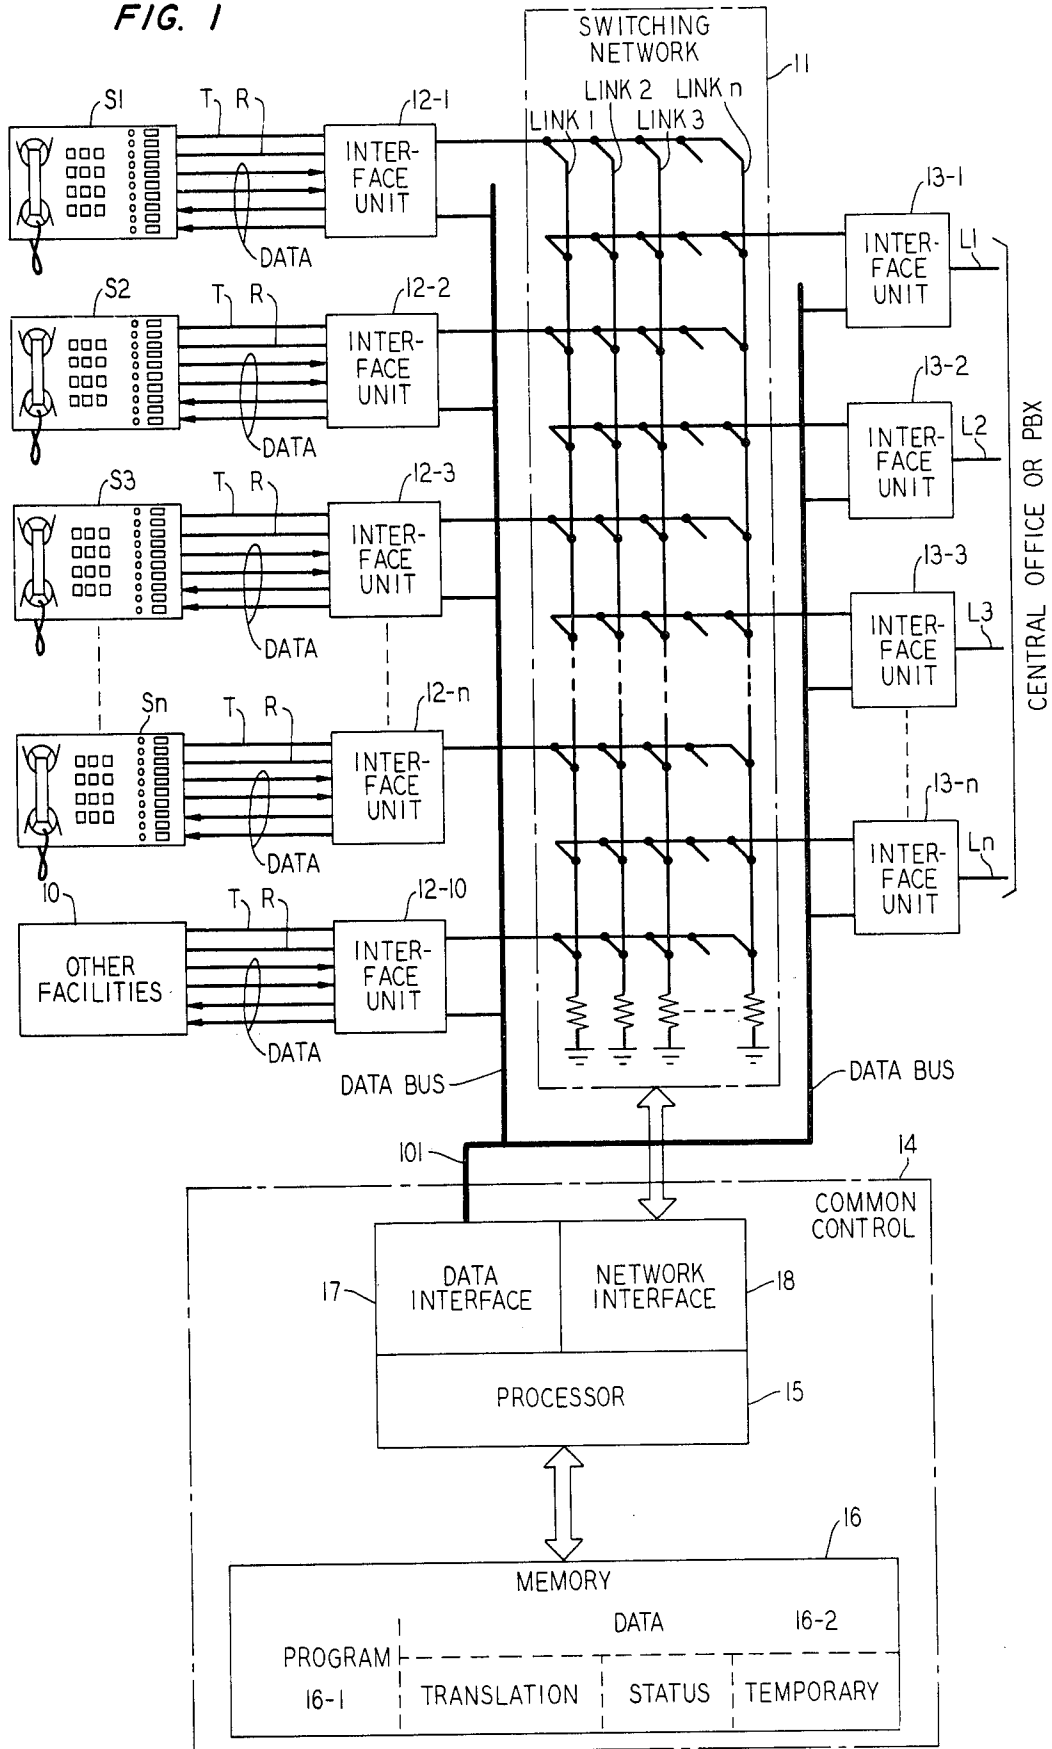 FIG. 1
SWITCHING
NETWORK
11
LINK 1
LINK 2
LINK 3
LINK n
S1
T R
12-1
INTER-
FACE
UNIT
DATA
13-1
INTER-
FACE
UNIT
L1
S2
T R
12-2
INTER-
FACE
UNIT
DATA
13-2
INTER-
FACE
UNIT
L2
S3
T R
12-3
INTER-
FACE
UNIT
DATA
13-3
INTER-
FACE
UNIT
L3
CENTRAL OFFICE OR PBX
Sn
T R
12-n
INTER-
FACE
UNIT
DATA
13-n
INTER-
FACE
UNIT
Ln
10
OTHER
FACILITIES
T R
12-10
INTER-
FACE
UNIT
DATA
DATA BUS
DATA BUS
101
14
COMMON
CONTROL
17
DATA
INTERFACE
NETWORK
INTERFACE
18
PROCESSOR
15
16
MEMORY
DATA
16-2
PROGRAM
16-1
TRANSLATION
STATUS
TEMPORARY